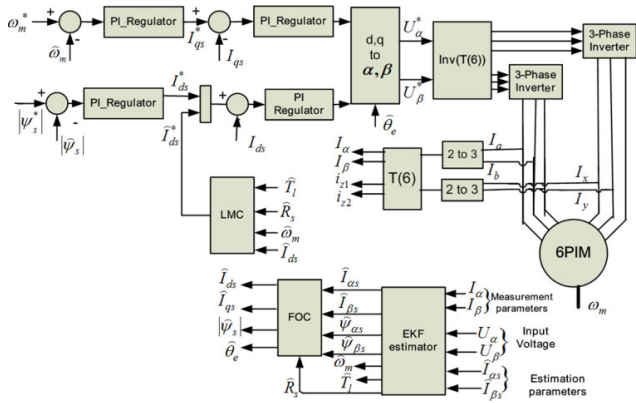 ω*m + PI_Regulator I*qs + PI_Regulator
ω̂m - - Iqs
d,q
to
α, β
U*α
U*β
Inv(T(6))
3-Phase
Inverter
3-Phase
Inverter
|ψ*s| + PI_Regulator I*ds + PI
Regulator
|ψ̂s| - Î*ds - Ids
θ̂e
Iα
Iβ
iz1
iz2
T(6)
2 to 3
2 to 3
Ia
Ib
Ix
Iy
LMC
T̂l
R̂s
ω̂m
Îds
6PIM
ωm
Îds
Îqs
|ψ̂s|
θ̂e
FOC
Îαs
Îβs
ψ̂αs
ψ̂βs
ω̂m
T̂l
R̂s
EKF
estimator
Iα
Iβ
} Measurement
parameters
Uα
Uβ
} Input
Voltage
Îαs
Îβs
} Estimation
parameters